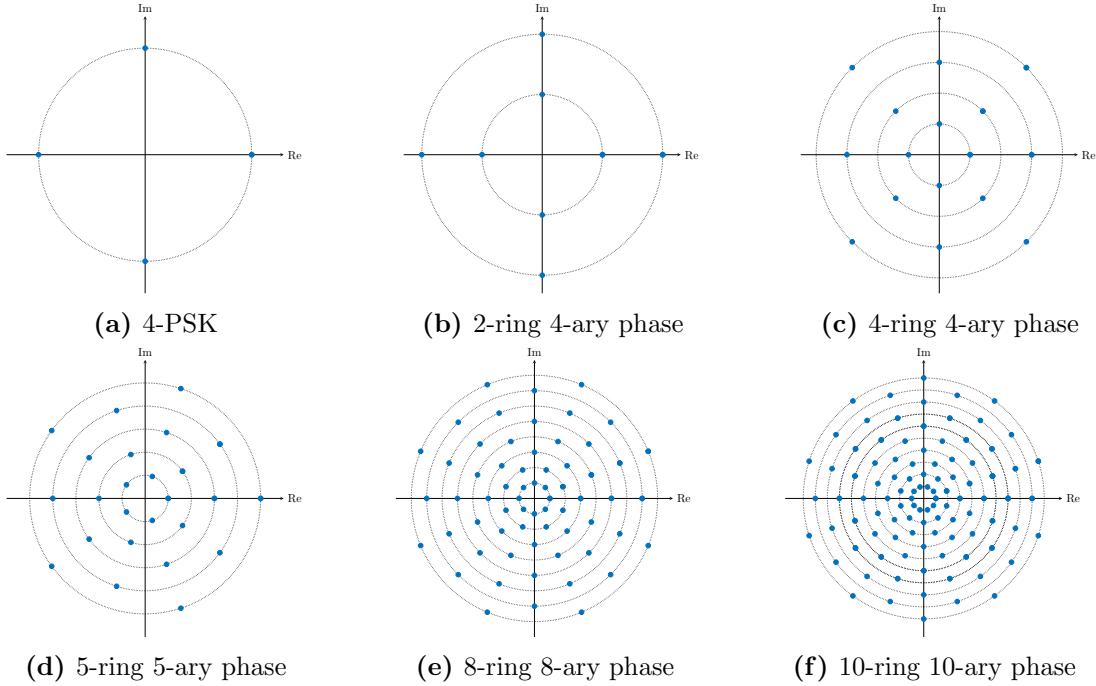 Im
Re
(a) 4-PSK
Im
Re
(b) 2-ring 4-ary phase
Im
Re
(c) 4-ring 4-ary phase
Im
Re
(d) 5-ring 5-ary phase
Im
Re
(e) 8-ring 8-ary phase
Im
Re
(f) 10-ring 10-ary phase